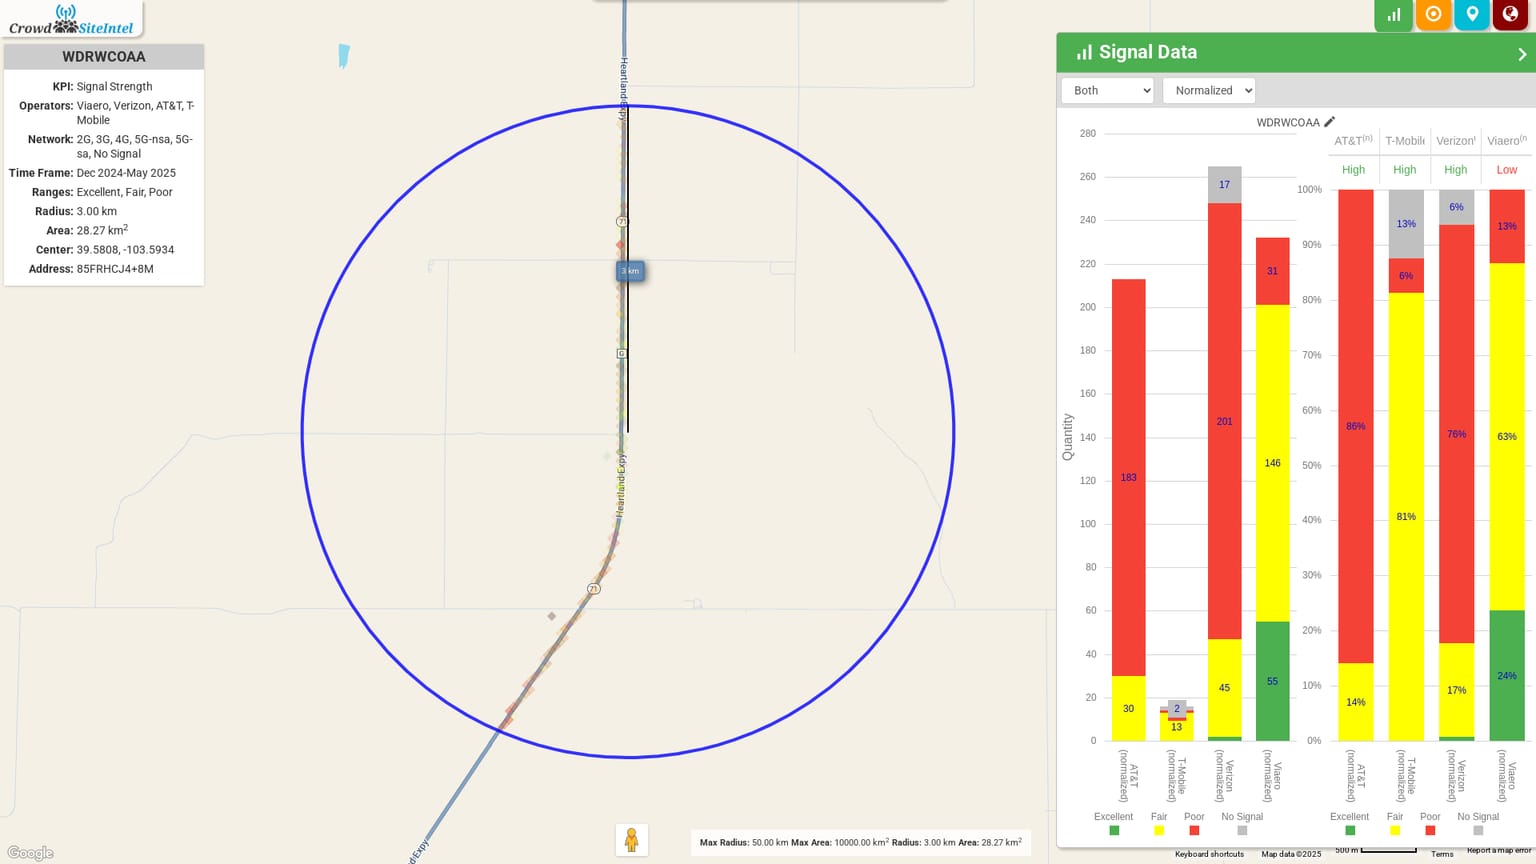 Crowd SiteIntel
WDRWCOAA
KPI: Signal Strength
Operators: Viaero, Verizon, AT&T, T-
Mobile
Network: 2G, 3G, 4G, 5G-nsa, 5G-
sa, No Signal
Time Frame: Dec 2024-May 2025
Ranges: Excellent, Fair, Poor
Radius: 3.00 km
Area: 28.27 km²
Center: 39.5808, -103.5934
Address: 85FRHCJ4+8M
Heartland Expy
71
3 km
Heartland Expy
71
d Expy
Google
Max Radius: 50.00 km Max Area: 10000.00 km² Radius: 3.00 km Area: 28.27 km²
Signal Data
Both
Normalized
WDRWCOAA
280
260
240
220
200
180
160
140
120
100
80
60
40
20
0
Quantity
183
30
2
13
17
201
45
31
146
55
AT&T (normalized)
T-Mobile (normalized)
Verizon (normalized)
Viaero (normalized)
Excellent Fair Poor No Signal
AT&T(n) T-Mobile Verizon Viaero(n
High High High Low
100%
90%
80%
70%
60%
50%
40%
30%
20%
10%
0%
86%
14%
13%
6%
81%
6%
76%
17%
13%
63%
24%
AT&T (normalized)
T-Mobile (normalized)
Verizon (normalized)
Viaero (normalized)
Excellent Fair Poor No Signal
Keyboard shortcuts Map data ©2025 500 m Terms Report a map error